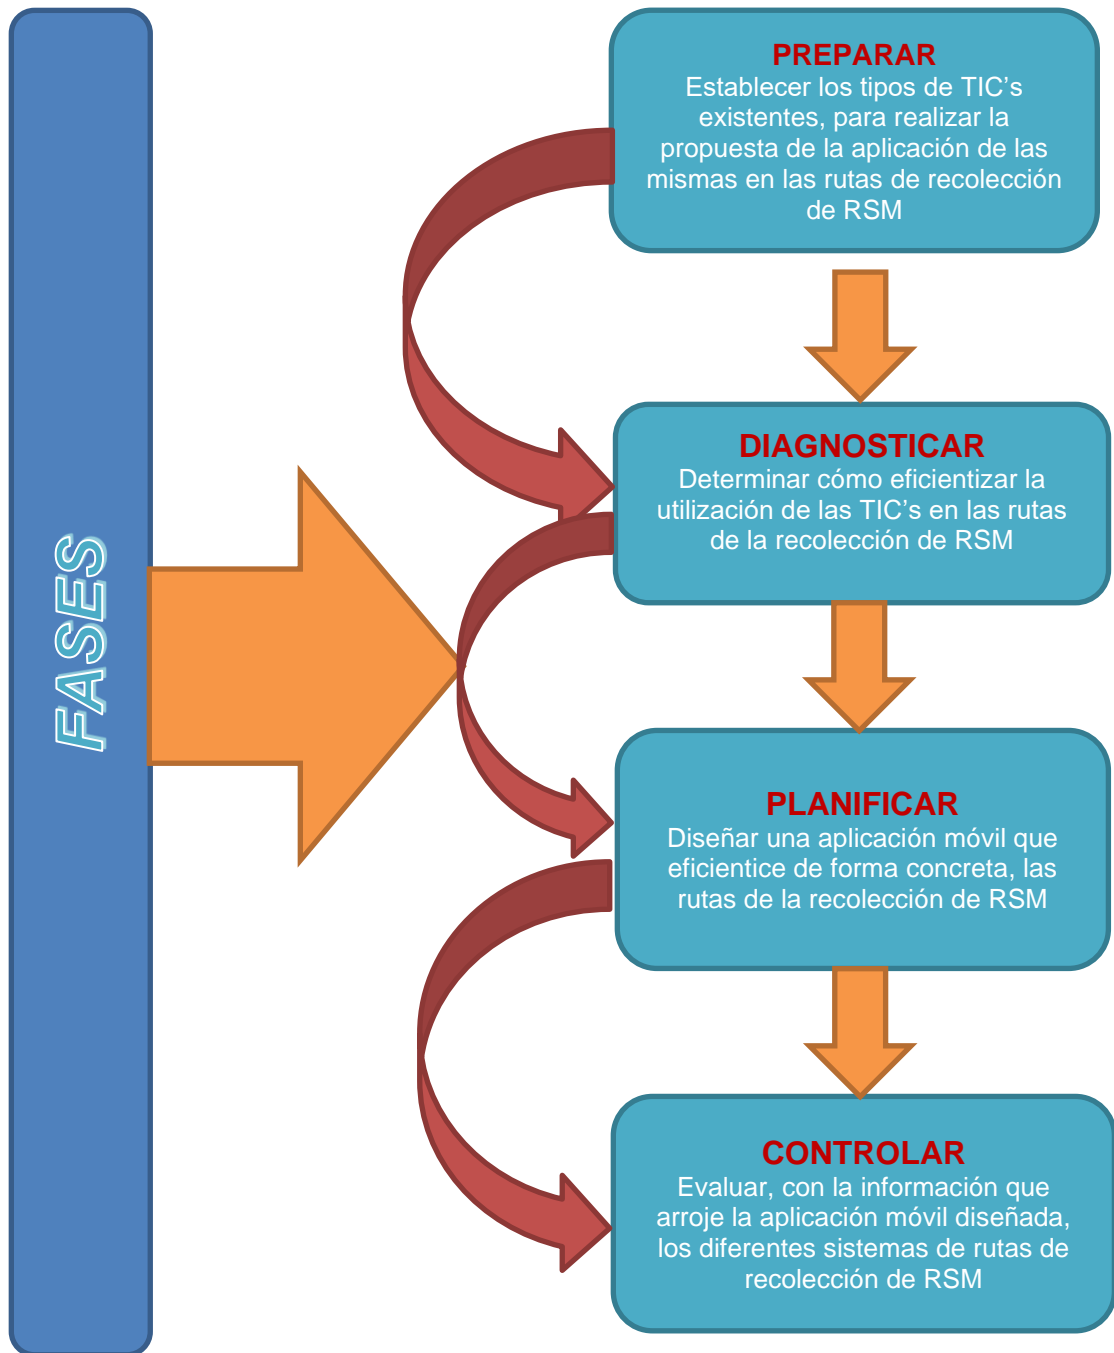 FASES
PREPARAR
Establecer los tipos de TIC's
existentes, para realizar la
propuesta de la aplicación de las
mismas en las rutas de recolección
de RSM
DIAGNOSTICAR
Determinar cómo eficientizar la
utilización de las TIC's en las rutas
de la recolección de RSM
PLANIFICAR
Diseñar una aplicación móvil que
eficientice de forma concreta, las
rutas de la recolección de RSM
CONTROLAR
Evaluar, con la información que
arroje la aplicación móvil diseñada,
los diferentes sistemas de rutas de
recolección de RSM